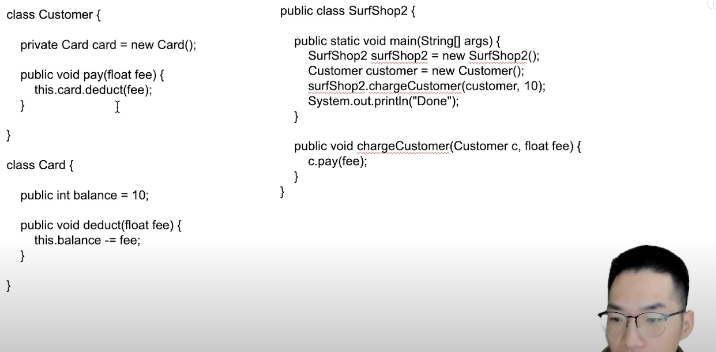 class Customer {
private Card card = new Card();
public void pay(float fee) {
this.card.deduct(fee);
}
}
class Card {
public int balance = 10;
public void deduct(float fee) {
this.balance -= fee;
}
}
public class SurfShop2 {
public static void main(String[] args) {
SurfShop2 surfShop2 = new SurfShop2();
Customer customer = new Customer();
surfShop2.chargeCustomer(customer, 10);
System.out.println("Done");
}
public void chargeCustomer(Customer c, float fee) {
c.pay(fee);
}
}